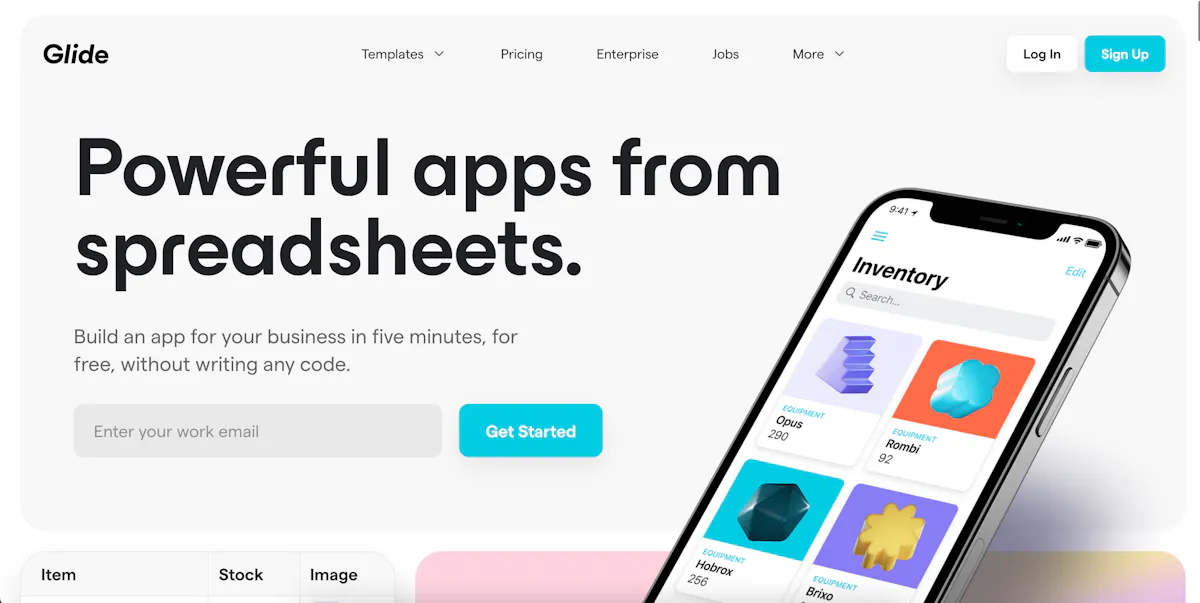 Glide
Templates
Pricing
Enterprise
Jobs
More
Log In
Sign Up
Powerful apps from
spreadsheets.
Build an app for your business in five minutes, for
free, without writing any code.
Enter your work email
Get Started
9:41
Edit
Inventory
Search...
EQUIPMENT
Opus
290
EQUIPMENT
Rombi
92
EQUIPMENT
Hobrox
256
EQUIPMENT
Brixo
Item
Stock
Image